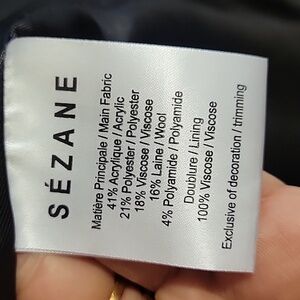 SÉZANE
Matière Principale / Main Fabric
41% Acrylique / Acrylic
21% Polyester / Polyester
18% Viscose / Viscose
16% Laine / Wool
4% Polyamide / Polyamide
Doublure / Lining
100% Viscose / Viscose
Exclusive of decoration / trimming